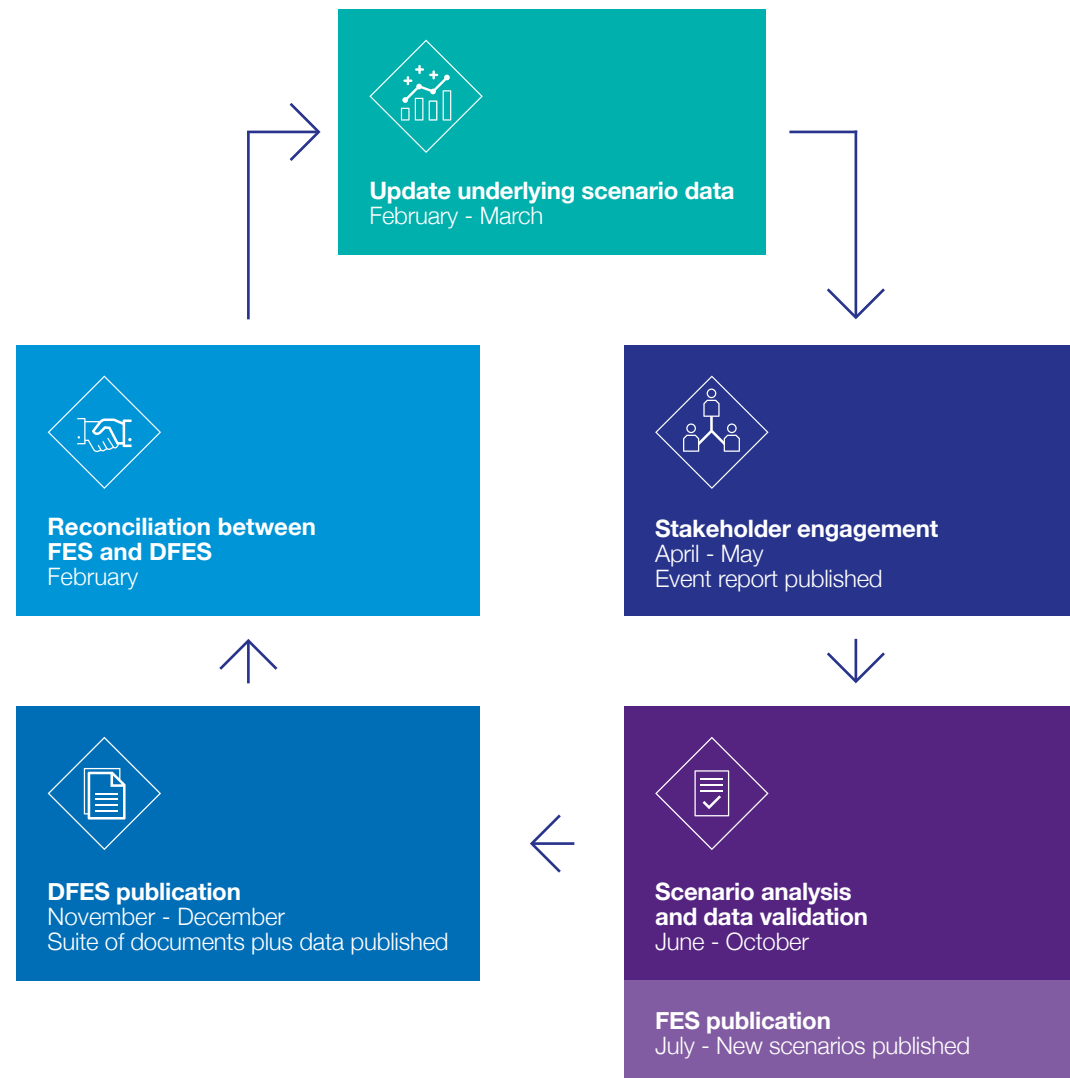 Update underlying scenario data
February - March
Reconciliation between
FES and DFES
February
Stakeholder engagement
April - May
Event report published
DFES publication
November - December
Suite of documents plus data published
Scenario analysis
and data validation
June - October
FES publication
July - New scenarios published